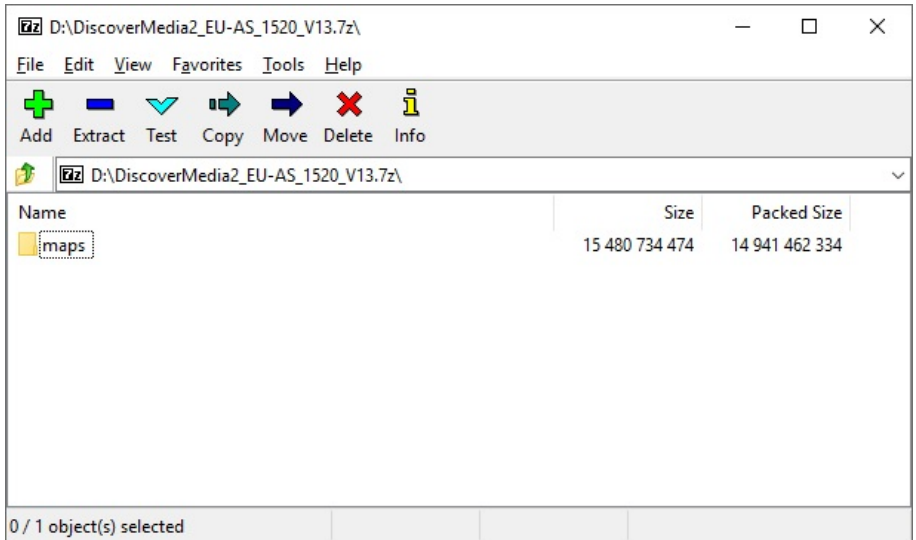 7z D:\DiscoverMedia2_EU-AS_1520_V13.7z\
File Edit View Favorites Tools Help
Add Extract Test Copy Move Delete Info
7z D:\DiscoverMedia2_EU-AS_1520_V13.7z\
Name Size Packed Size
maps 15 480 734 474 14 941 462 334
0 / 1 object(s) selected